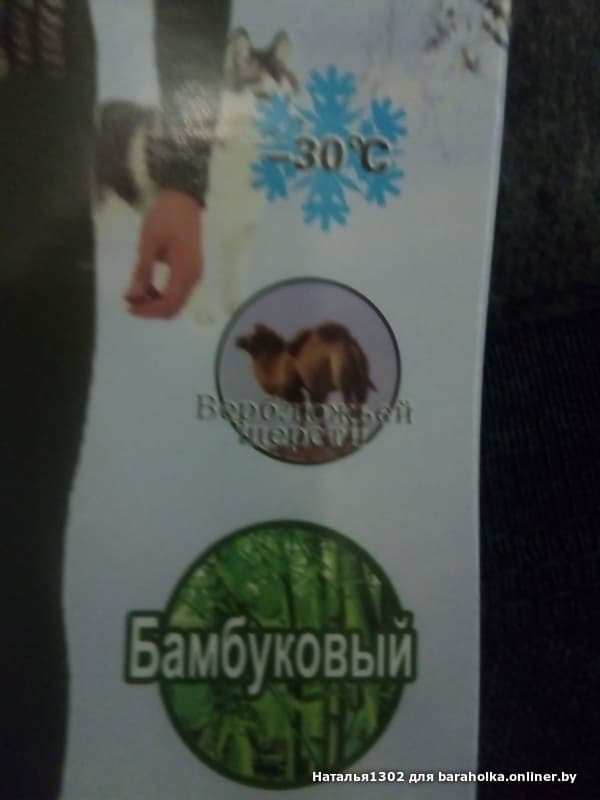 -30°C
Верблюжьей
шерсти
Бамбуковый
Наталья1302 для baraholka.onliner.by